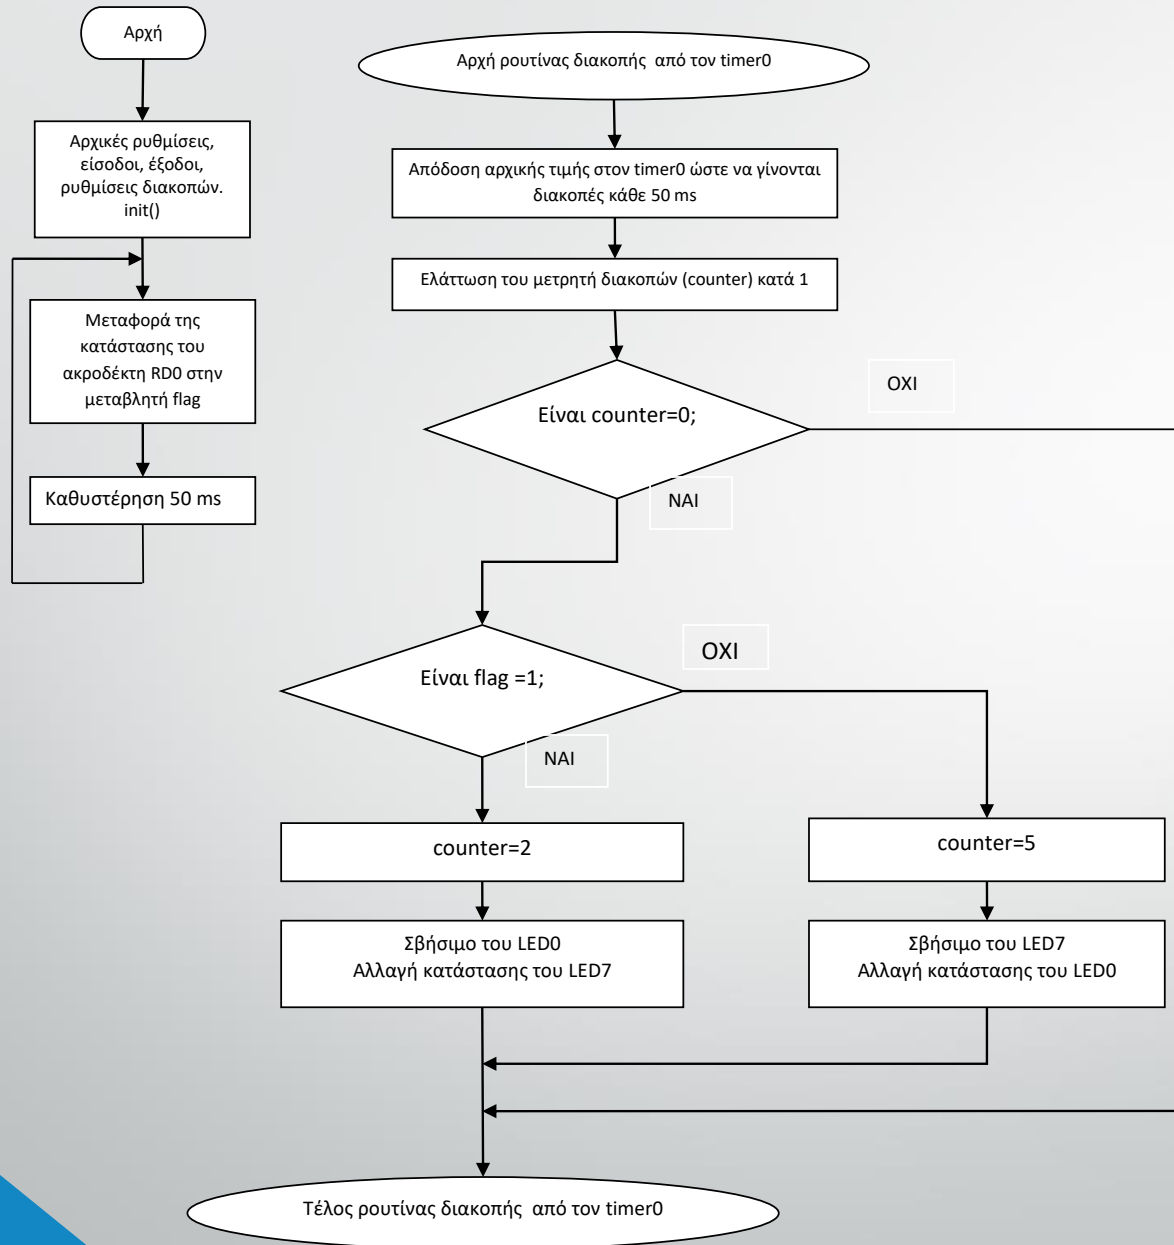 Αρχή
Αρχικές ρυθμίσεις,
είσοδοι, έξοδοι,
ρυθμίσεις διακοπών.
init()
Μεταφορά της
κατάστασης του
ακροδέκτη RD0 στην
μεταβλητή flag
Καθυστέρηση 50 ms
Αρχή ρουτίνας διακοπής από τον timer0
Απόδοση αρχικής τιμής στον timer0 ώστε να γίνονται
διακοπές κάθε 50 ms
Ελάττωση του μετρητή διακοπών (counter) κατά 1
Είναι counter=0;
ΟΧΙ
ΝΑΙ
Είναι flag =1;
ΟΧΙ
ΝΑΙ
counter=2
counter=5
Σβήσιμο του LED0
Αλλαγή κατάστασης του LED7
Σβήσιμο του LED7
Αλλαγή κατάστασης του LED0
Τέλος ρουτίνας διακοπής από τον timer0